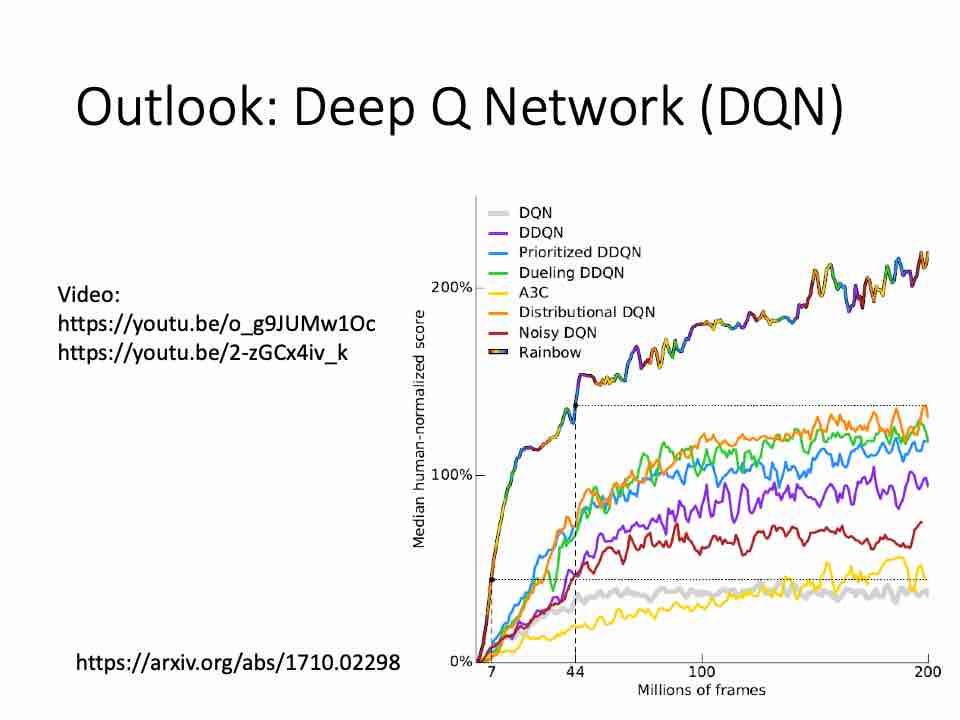 Outlook: Deep Q Network (DQN)
Video:
https://youtu.be/o_g9JUMw1Oc
https://youtu.be/2-zGCx4iv_k
https://arxiv.org/abs/1710.02298
DQN
DDQN
Prioritized DDQN
Dueling DDQN
A3C
Distributional DQN
Noisy DQN
Rainbow
Median human-normalized score
200%
100%
0%
7 44 100 200
Millions of frames